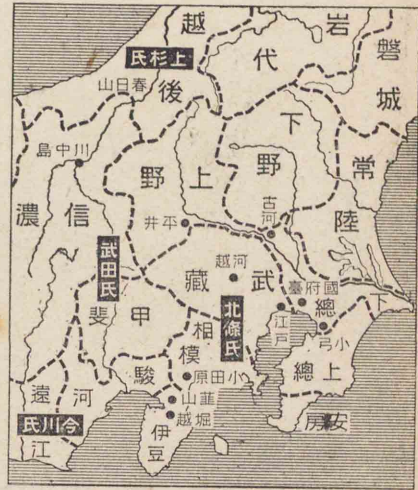 磐城
岩代
越後
上杉氏
春日山
下野
常陸
川中島
上野
古河
平井
信濃
武田氏
武藏
河越
國府臺
下總
甲斐
相模
北條氏
江戸
小弓
上總
駿河
小田原
韮山
堀越
伊豆
安房
遠江
今川氏